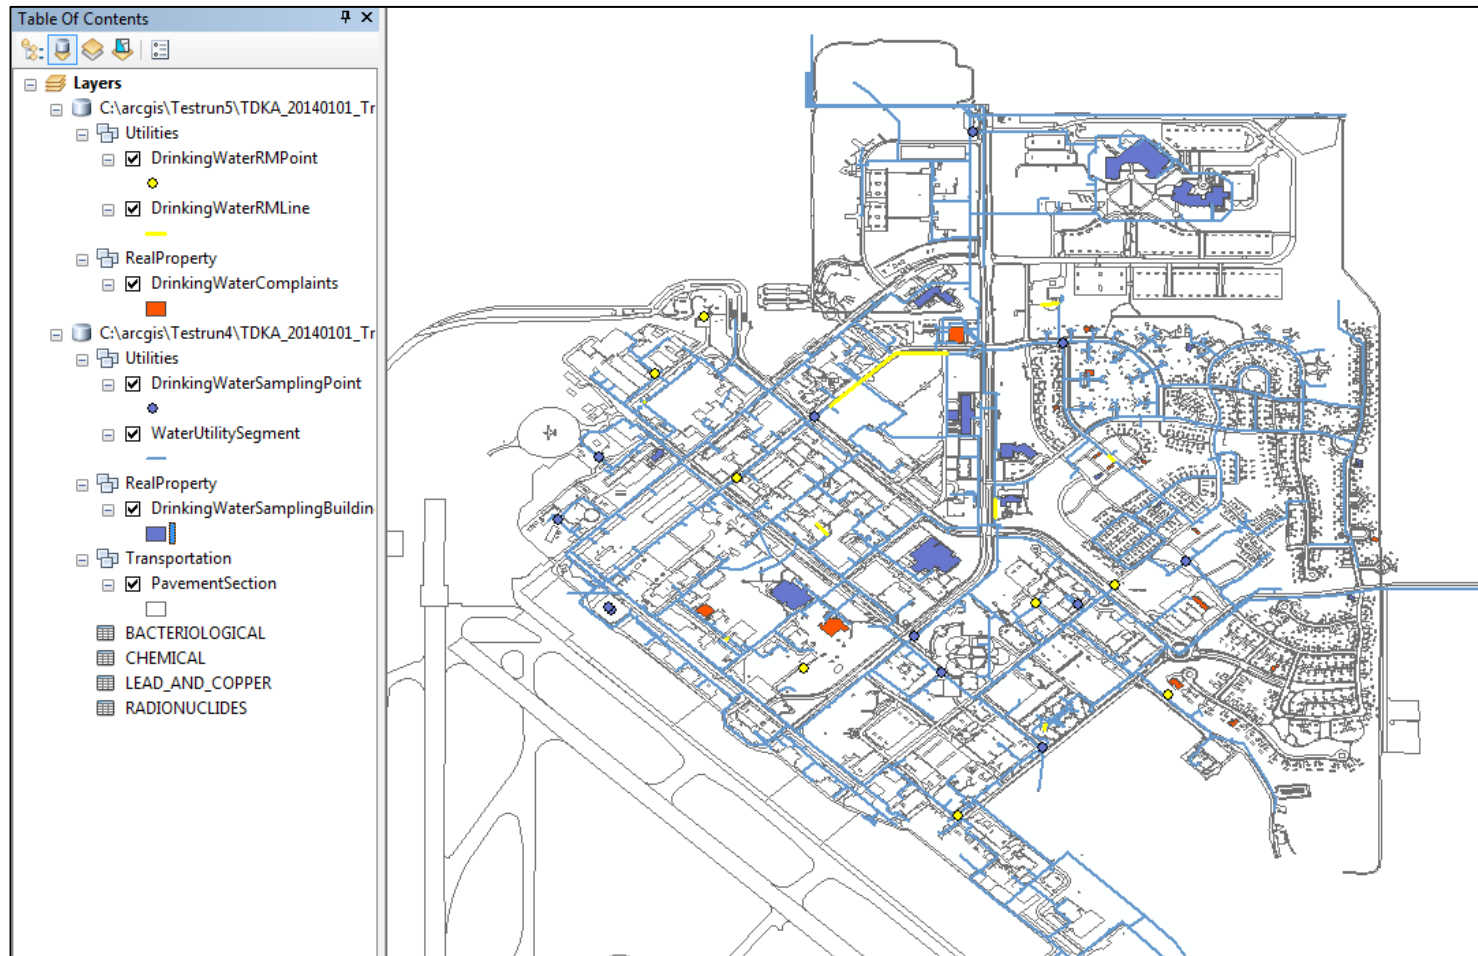 Table Of Contents
Layers
C:\arcgis\Testrun5\TDKA_20140101_Tr
Utilities
DrinkingWaterRMPoint
DrinkingWaterRMLine
RealProperty
DrinkingWaterComplaints
C:\arcgis\Testrun4\TDKA_20140101_Tr
Utilities
DrinkingWaterSamplingPoint
WaterUtilitySegment
RealProperty
DrinkingWaterSamplingBuildin
Transportation
PavementSection
BACTERIOLOGICAL
CHEMICAL
LEAD_AND_COPPER
RADIONUCLIDES